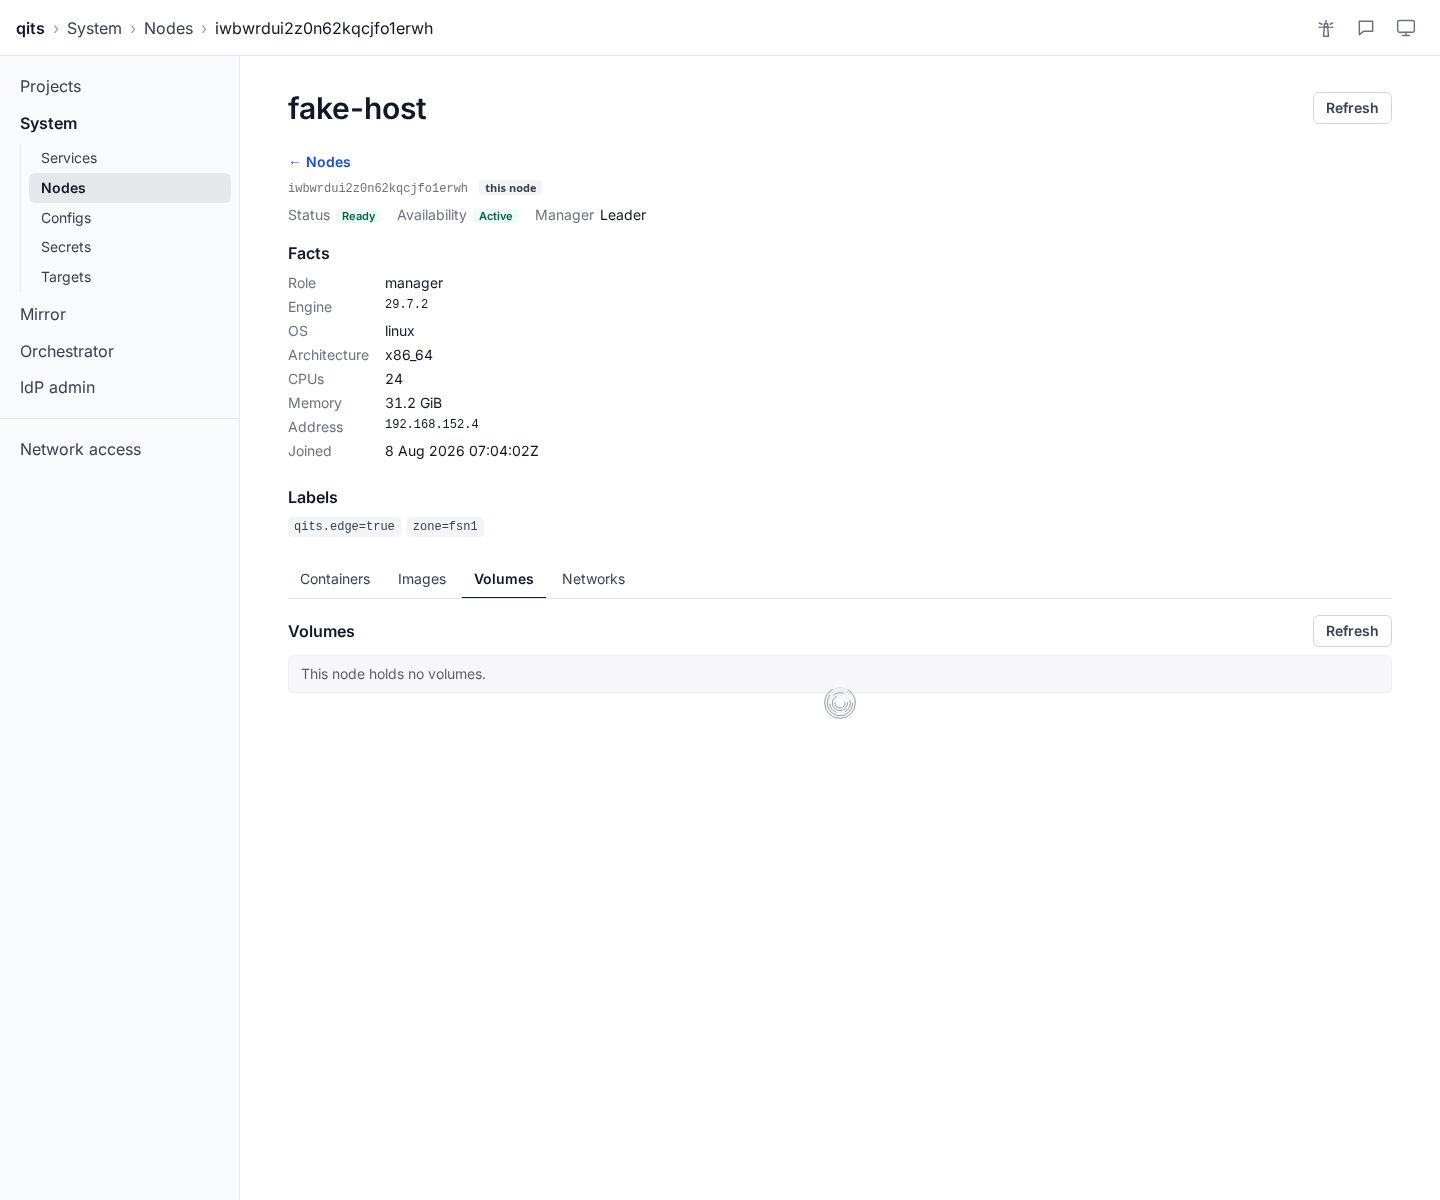 qits › System › Nodes › iwbwrdui2z0n62kqcjfo1erwh
Projects
System
Services
Nodes
Configs
Secrets
Targets
Mirror
Orchestrator
IdP admin
Network access
fake-host
Refresh
← Nodes
iwbwrdui2z0n62kqcjfo1erwh this node
Status Ready Availability Active Manager Leader
Facts
Role manager
Engine 29.7.2
OS linux
Architecture x86_64
CPUs 24
Memory 31.2 GiB
Address 192.168.152.4
Joined 8 Aug 2026 07:04:02Z
Labels
qits.edge=true zone=fsn1
Containers Images Volumes Networks
Volumes Refresh
This node holds no volumes.